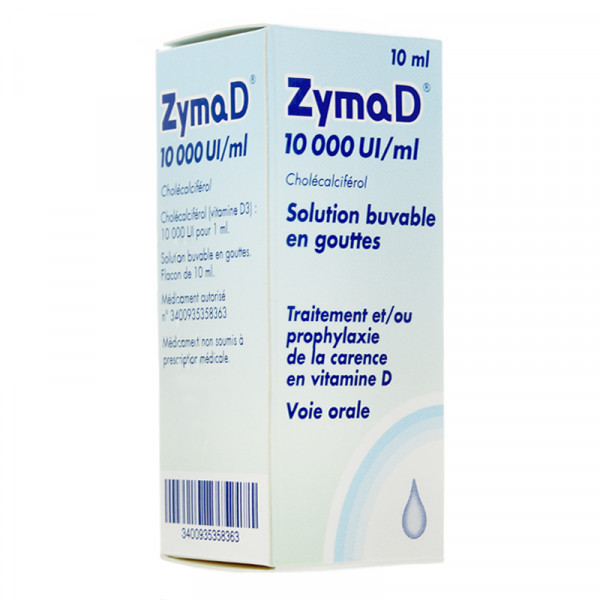 ZymaD®
10 000 UI/ml
Cholécalciférol
Cholécalciférol (vitamine D3) :
10 000 UI pour 1 ml.
Solution buvable en gouttes.
Flacon de 10 ml.
Médicament autorisé
n° 3400935358363
Médicament non soumis à
prescription médicale.
3400935358363
10 ml
ZymaD®
10 000 UI/ml
Cholécalciférol
Solution buvable
en gouttes
Traitement et/ou
prophylaxie
de la carence
en vitamine D
Voie orale